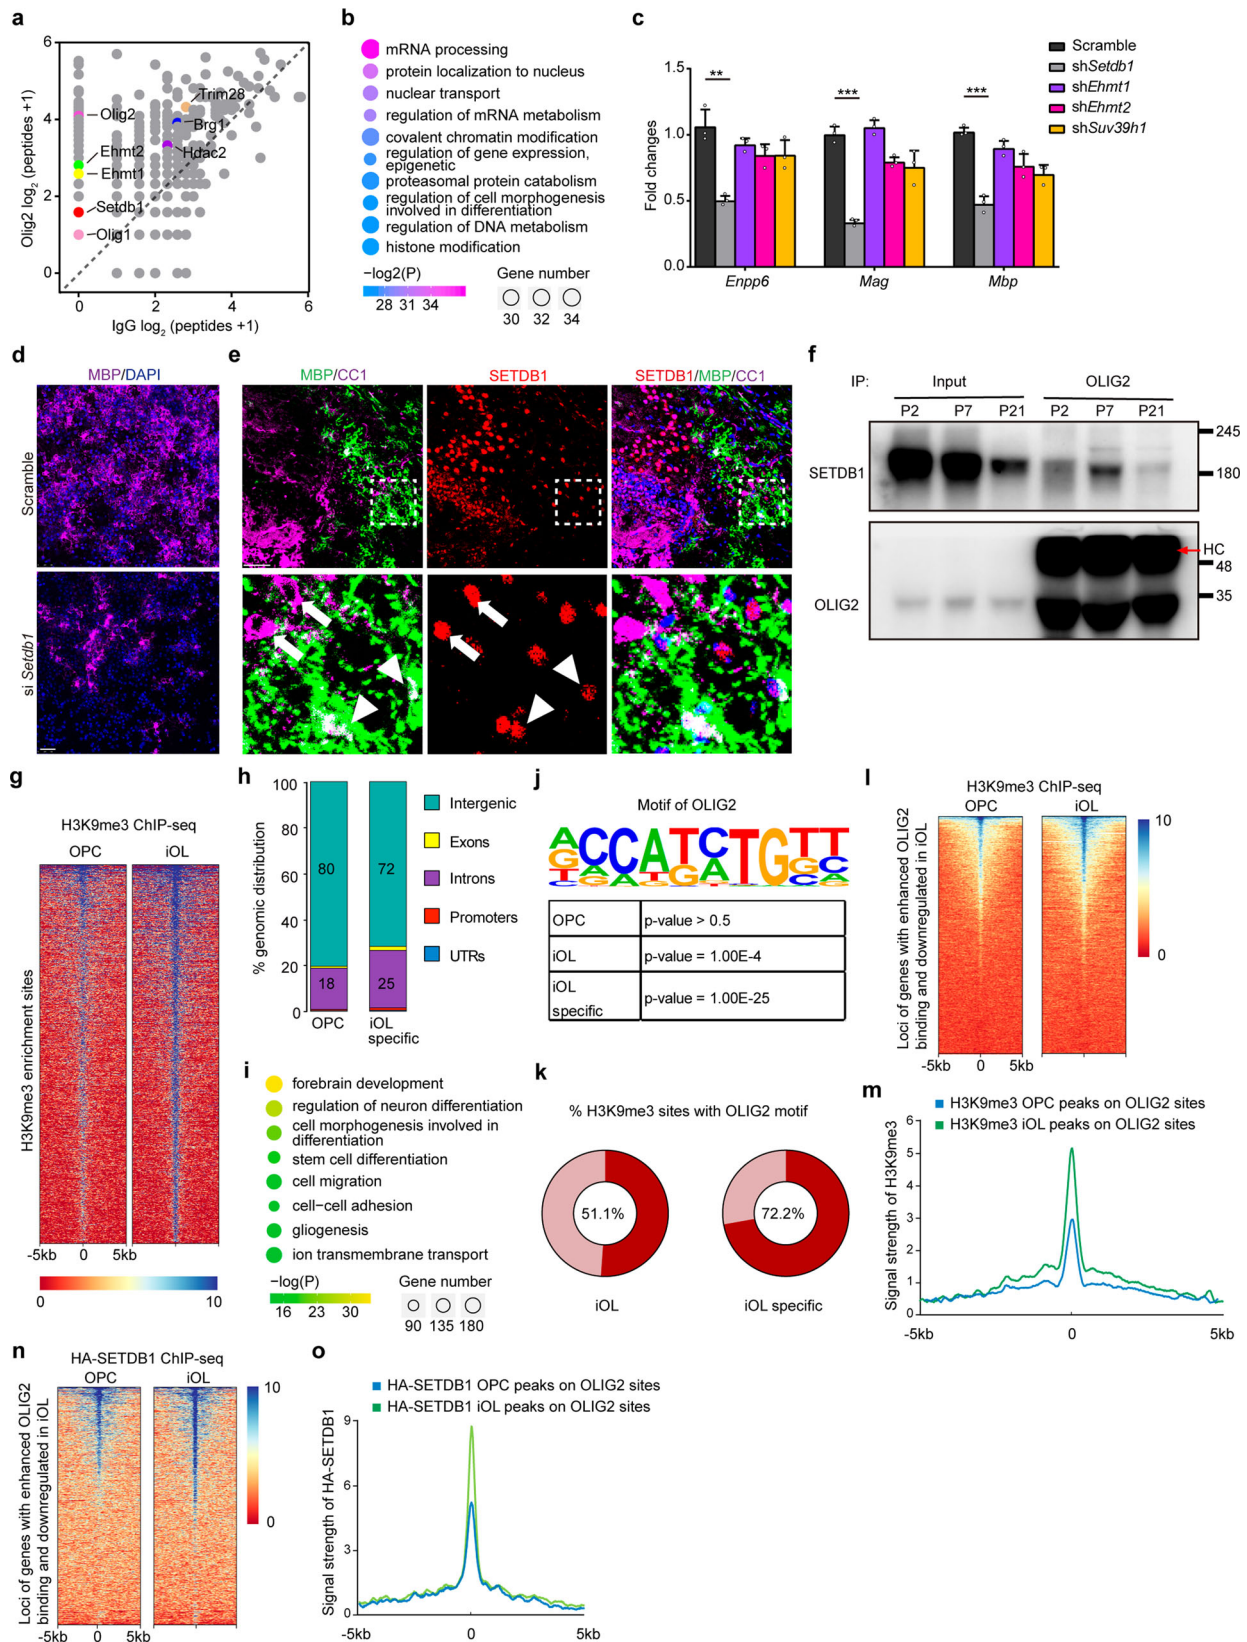 a
6
4
2
0
Olig2 log2 (peptides +1)
Trim28
Olig2
Brg1
Ehmt2
Hdac2
Ehmt1
Setdb1
Olig1
0 2 4 6
IgG log2 (peptides +1)
b
mRNA processing
protein localization to nucleus
nuclear transport
regulation of mRNA metabolism
covalent chromatin modification
regulation of gene expression,
epigenetic
proteasomal protein catabolism
regulation of cell morphogenesis
involved in differentiation
regulation of DNA metabolism
histone modification
−log2(P)
28 31 34
Gene number
30 32 34
c
Scramble
shSetdb1
shEhmt1
shEhmt2
shSuv39h1
1.5
1.0
0.5
0.0
Fold changes
** *** ***
Enpp6 Mag Mbp
d
MBP/DAPI
Scramble
si Setdb1
e
MBP/CC1 SETDB1 SETDB1/MBP/CC1
f
IP: Input OLIG2
P2 P7 P21 P2 P7 P21
245
SETDB1
180
HC
48
OLIG2
35
g
H3K9me3 ChIP-seq
OPC iOL
H3K9me3 enrichment sites
-5kb 0 5kb
0 10
h
100
80
60
40
20
0
% genomic distribution
80 72
18 25
OPC iOL
specific
Intergenic
Exons
Introns
Promoters
UTRs
i
forebrain development
regulation of neuron differentiation
cell morphogenesis involved in
differentiation
stem cell differentiation
cell migration
cell−cell adhesion
gliogenesis
ion transmembrane transport
−log(P)
16 23 30
Gene number
90 135 180
j
Motif of OLIG2
ACCATCTGTT
OPC p-value > 0.5
iOL p-value = 1.00E-4
iOL
specific p-value = 1.00E-25
k
% H3K9me3 sites with OLIG2 motif
51.1% 72.2%
iOL iOL specific
l
H3K9me3 ChIP-seq
OPC iOL
Loci of genes with enhanced OLIG2
binding and downregulated in iOL
10
0
-5kb 0 5kb
m
H3K9me3 OPC peaks on OLIG2 sites
H3K9me3 iOL peaks on OLIG2 sites
Signal strength of H3K9me3
6
5
4
3
2
1
0
-5kb 0 5kb
n
HA-SETDB1 ChIP-seq
OPC iOL
Loci of genes with enhanced OLIG2
binding and downregulated in iOL
10
0
-5kb 0 5kb
o
HA-SETDB1 OPC peaks on OLIG2 sites
HA-SETDB1 iOL peaks on OLIG2 sites
Signal strength of HA-SETDB1
9
6
3
0
-5kb 0 5kb